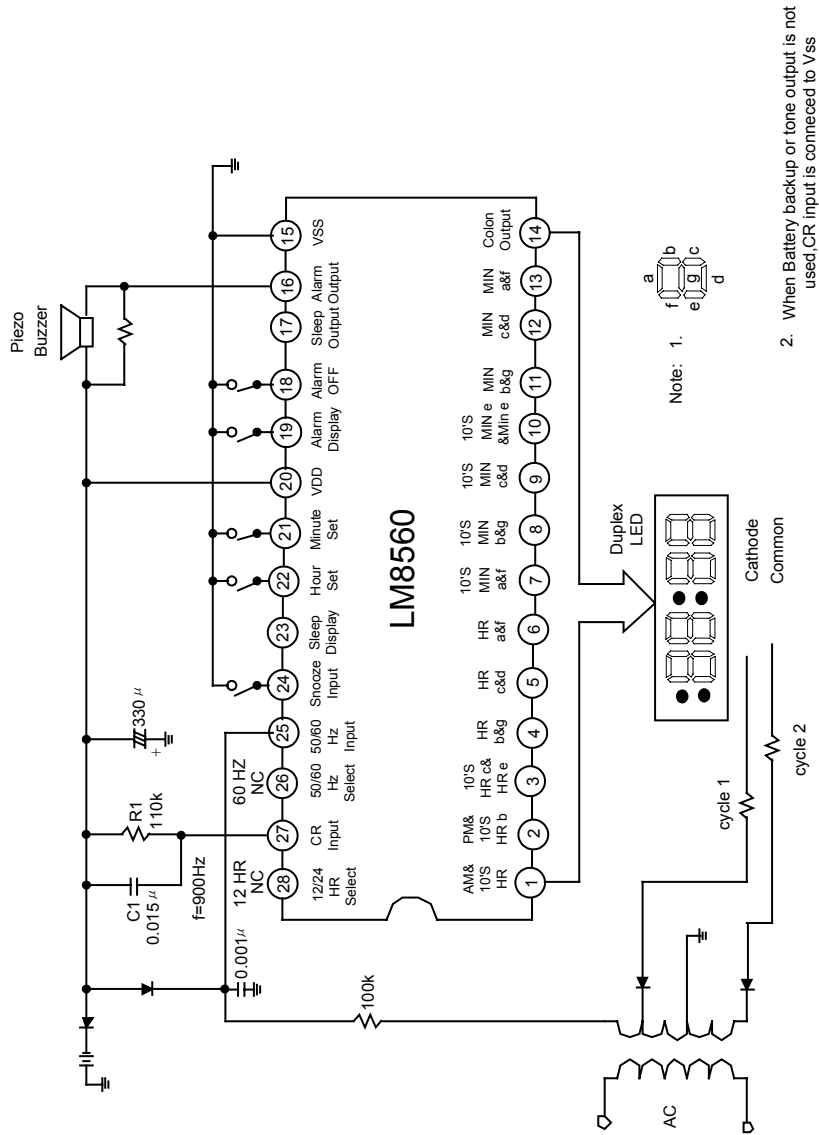 Piezo
Buzzer
330 μ
+
R1
110k
C1
0.015 μ
f=900Hz
0.001μ
100k
12 HR
NC
60 HZ
NC
28
27
26
25
24
23
22
21
20
19
18
17
16
15
12/24
HR
Select
CR
Input
50/60
Hz
Select
50/60
Hz
Input
Snooze
Input
Sleep
Display
Hour
Set
Minute
Set
VDD
Alarm
Display
Alarm
OFF
Sleep
Output
Alarm
Output
VSS
LM8560
AM&
10'S
HR
PM&
10'S
HR b
10'S
HR c&
HR e
HR
b&g
HR
c&d
HR
a&f
10'S
MIN
a&f
10'S
MIN
b&g
10'S
MIN
c&d
10'S
MIN e
&Min e
MIN
b&g
MIN
c&d
MIN
a&f
Colon
Output
1
2
3
4
5
6
7
8
9
10
11
12
13
14
Duplex
LED
Cathode
Common
cycle 1
cycle 2
AC
Note: 1.
a
b
c
d
e
f
g
2. When Battery backup or tone output is not
used,CR input is conneced to Vss